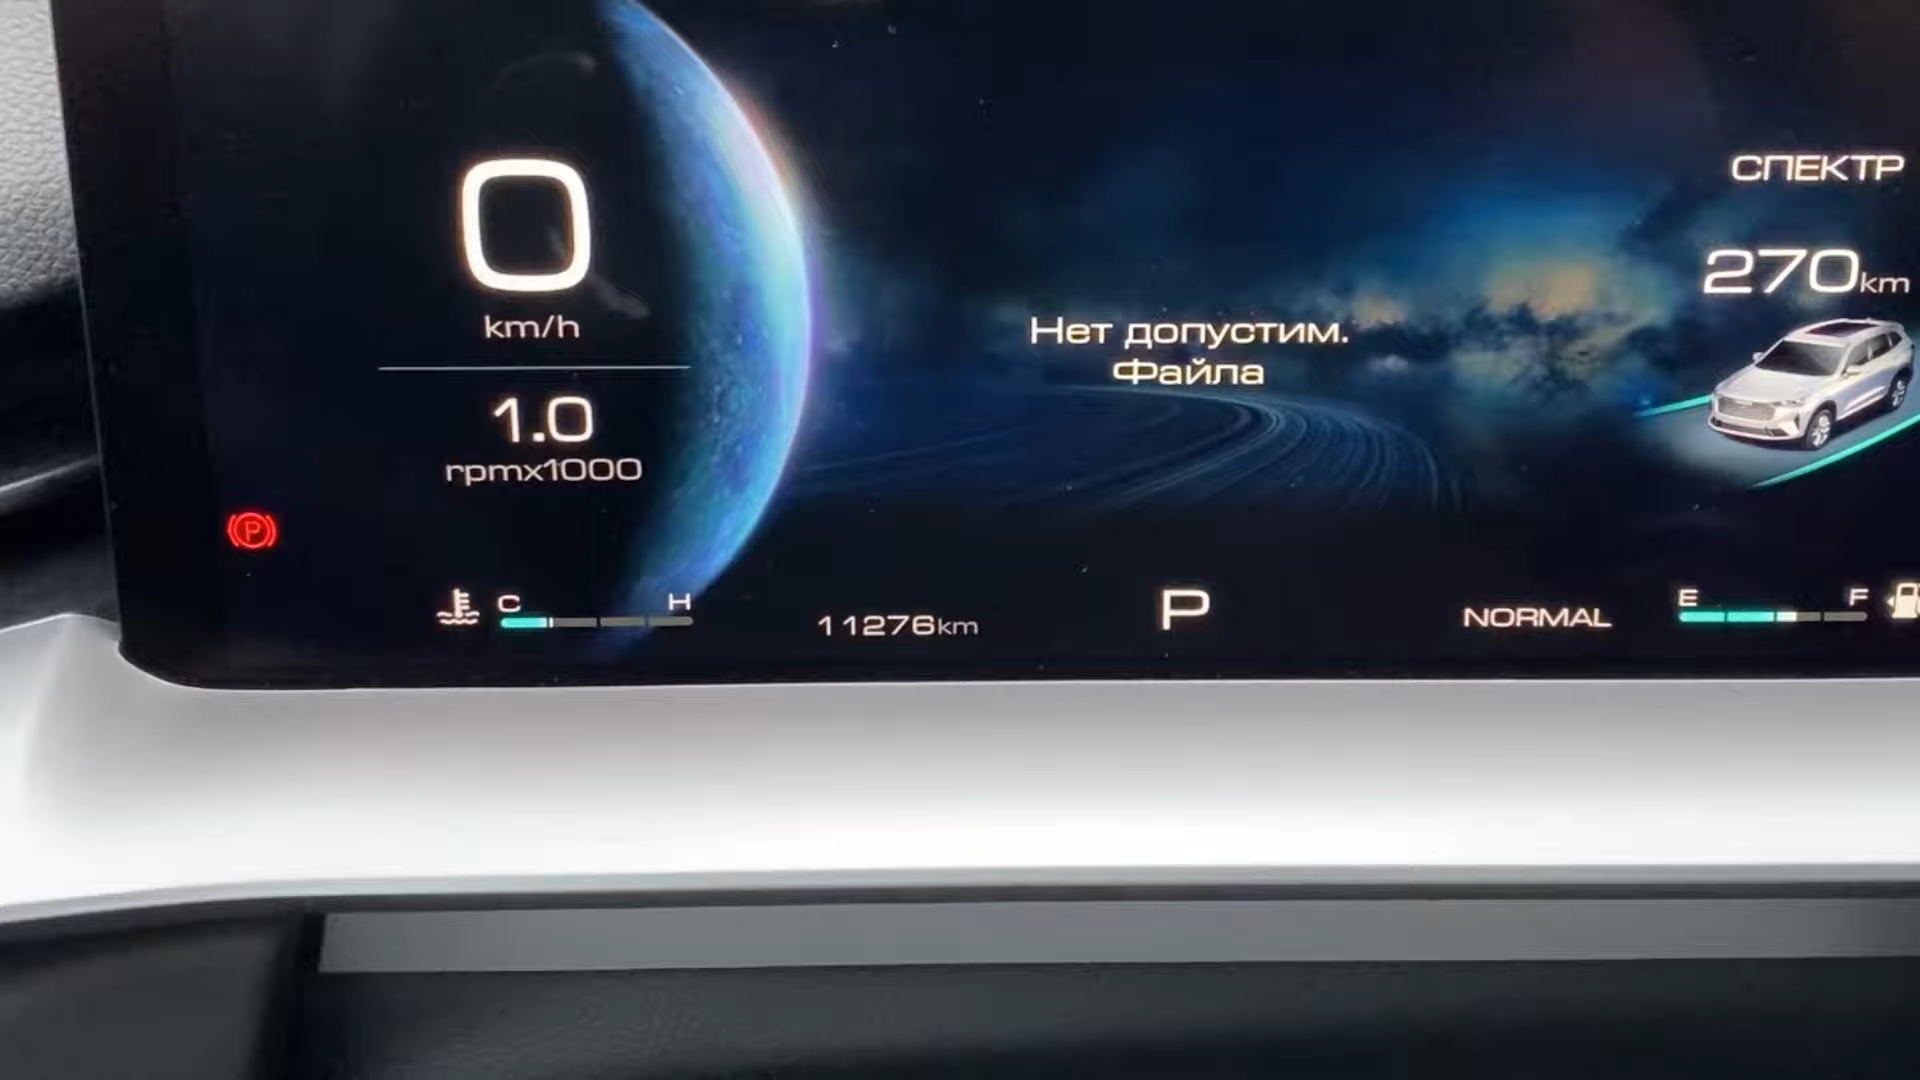 0
km/h
1.0
rpmx1000
Нет допустим.
Файла
СПЕКТР
270km
P
C H
11276km
P
NORMAL
E F